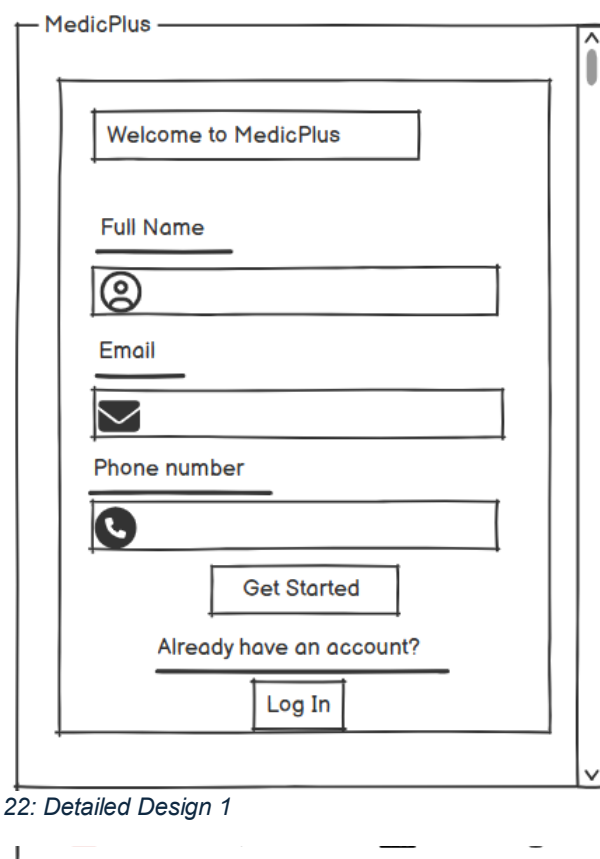 MedicPlus
Welcome to MedicPlus
Full Name
Email
Phone number
Get Started
Already have an account?
Log In
22: Detailed Design 1